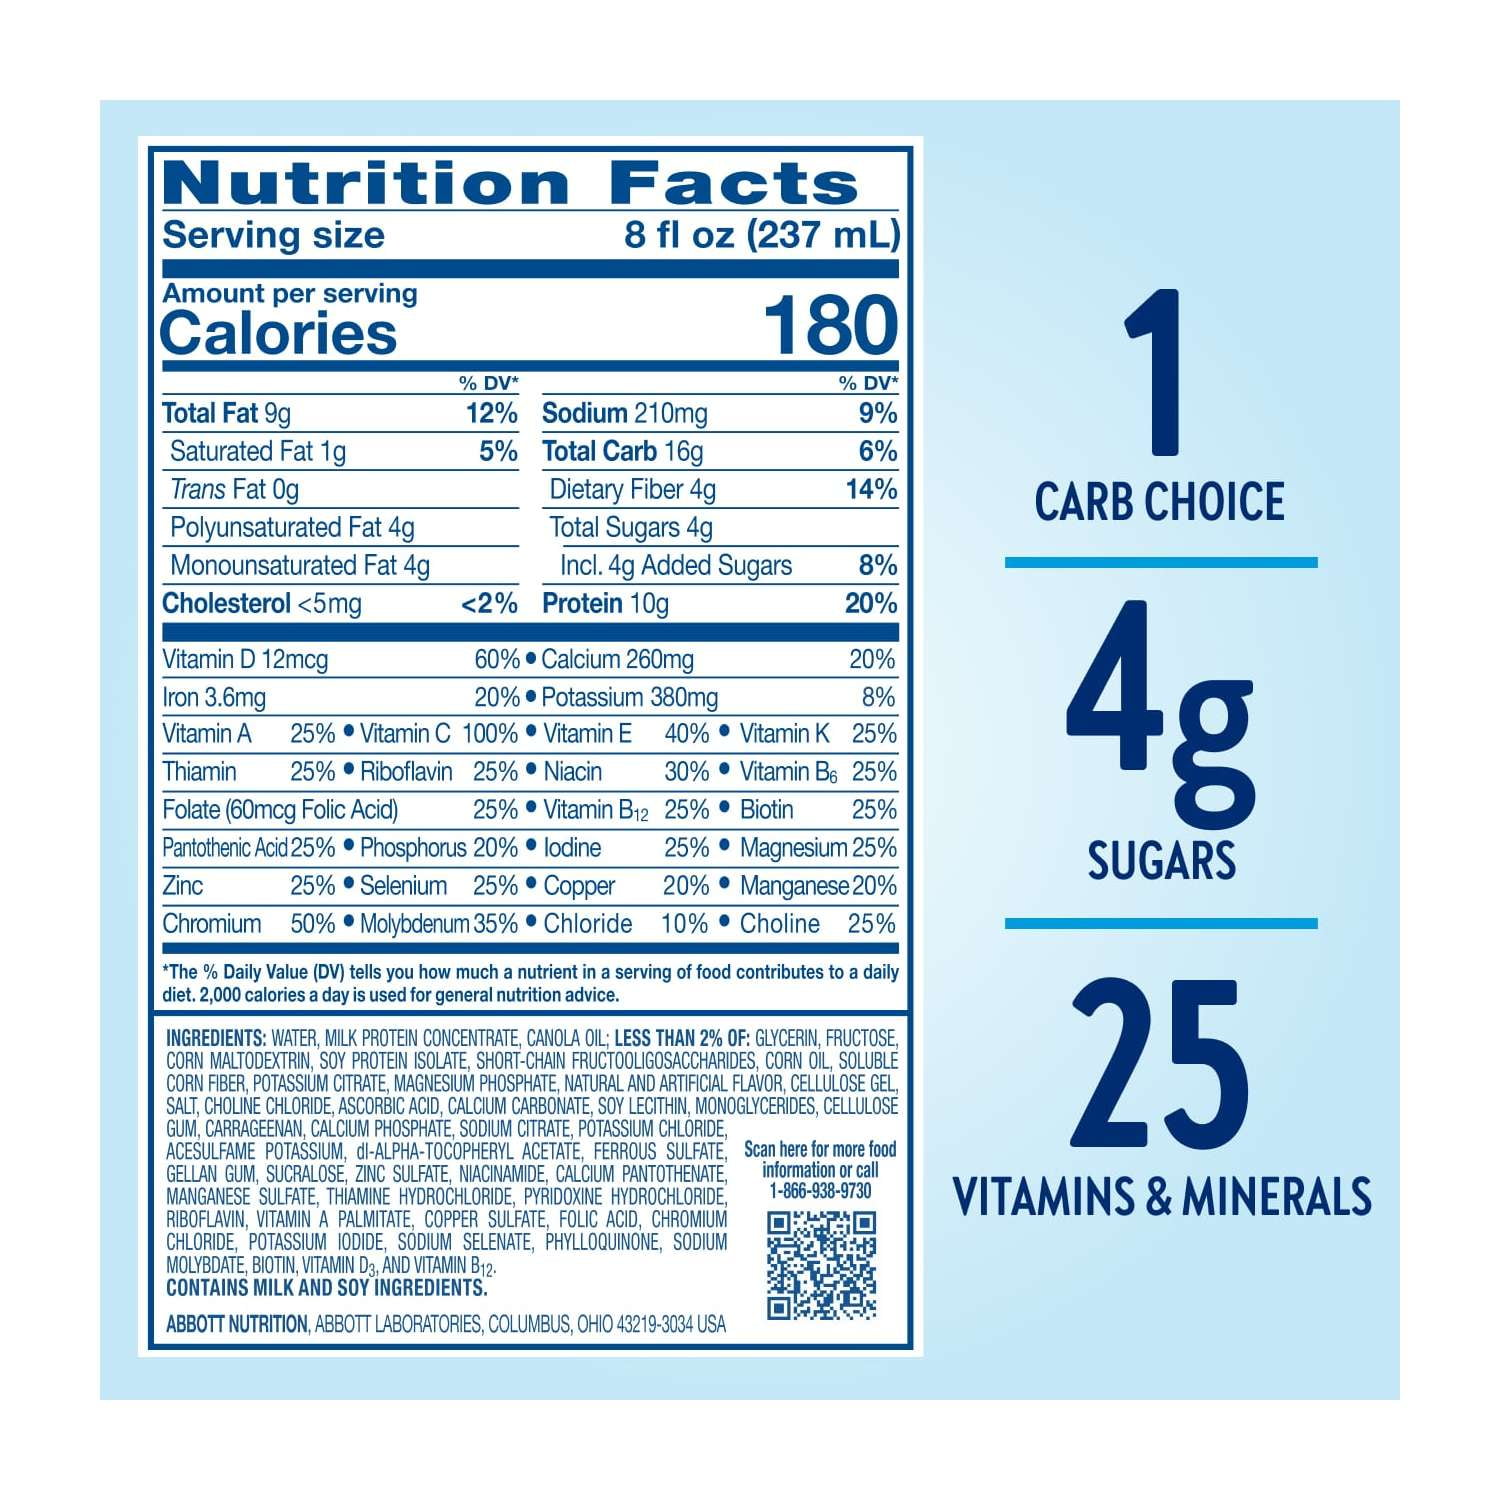 Nutrition Facts
Serving size 8 fl oz (237 mL)
Amount per serving
Calories 180
% DV* % DV*
Total Fat 9g 12% Sodium 210mg 9%
Saturated Fat 1g 5% Total Carb 16g 6%
Trans Fat 0g Dietary Fiber 4g 14%
Polyunsaturated Fat 4g Total Sugars 4g
Monounsaturated Fat 4g Incl. 4g Added Sugars 8%
Cholesterol <5mg <2% Protein 10g 20%
Vitamin D 12mcg 60% • Calcium 260mg 20%
Iron 3.6mg 20% • Potassium 380mg 8%
Vitamin A 25% • Vitamin C 100% • Vitamin E 40% • Vitamin K 25%
Thiamin 25% • Riboflavin 25% • Niacin 30% • Vitamin B6 25%
Folate (60mcg Folic Acid) 25% • Vitamin B12 25% • Biotin 25%
Pantothenic Acid 25% • Phosphorus 20% • Iodine 25% • Magnesium 25%
Zinc 25% • Selenium 25% • Copper 20% • Manganese 20%
Chromium 50% • Molybdenum 35% • Chloride 10% • Choline 25%
*The % Daily Value (DV) tells you how much a nutrient in a serving of food contributes to a daily
diet. 2,000 calories a day is used for general nutrition advice.
INGREDIENTS: WATER, MILK PROTEIN CONCENTRATE, CANOLA OIL; LESS THAN 2% OF: GLYCERIN, FRUCTOSE,
CORN MALTODEXTRIN, SOY PROTEIN ISOLATE, SHORT-CHAIN FRUCTOOLIGOSACCHARIDES, CORN OIL, SOLUBLE
CORN FIBER, POTASSIUM CITRATE, MAGNESIUM PHOSPHATE, NATURAL AND ARTIFICIAL FLAVOR, CELLULOSE GEL,
SALT, CHOLINE CHLORIDE, ASCORBIC ACID, CALCIUM CARBONATE, SOY LECITHIN, MONOGLYCERIDES, CELLULOSE
GUM, CARRAGEENAN, CALCIUM PHOSPHATE, SODIUM CITRATE, POTASSIUM CHLORIDE,
ACESULFAME POTASSIUM, dl-ALPHA-TOCOPHERYL ACETATE, FERROUS SULFATE,
GELLAN GUM, SUCRALOSE, ZINC SULFATE, NIACINAMIDE, CALCIUM PANTOTHENATE,
MANGANESE SULFATE, THIAMINE HYDROCHLORIDE, PYRIDOXINE HYDROCHLORIDE,
RIBOFLAVIN, VITAMIN A PALMITATE, COPPER SULFATE, FOLIC ACID, CHROMIUM
CHLORIDE, POTASSIUM IODIDE, SODIUM SELENATE, PHYLLOQUINONE, SODIUM
MOLYBDATE, BIOTIN, VITAMIN D3, AND VITAMIN B12.
CONTAINS MILK AND SOY INGREDIENTS.
ABBOTT NUTRITION, ABBOTT LABORATORIES, COLUMBUS, OHIO 43219-3034 USA
Scan here for more food
information or call
1-866-938-9730
1
CARB CHOICE
4g
SUGARS
25
VITAMINS & MINERALS